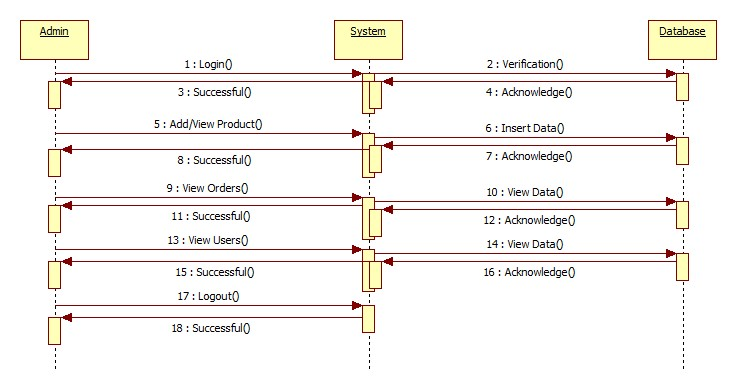 Admin
System
Database
1 : Login()
2 : Verification()
3 : Successful()
4 : Acknowledge()
5 : Add/View Product()
6 : Insert Data()
8 : Successful()
7 : Acknowledge()
9 : View Orders()
10 : View Data()
11 : Successful()
12 : Acknowledge()
13 : View Users()
14 : View Data()
15 : Successful()
16 : Acknowledge()
17 : Logout()
18 : Successful()